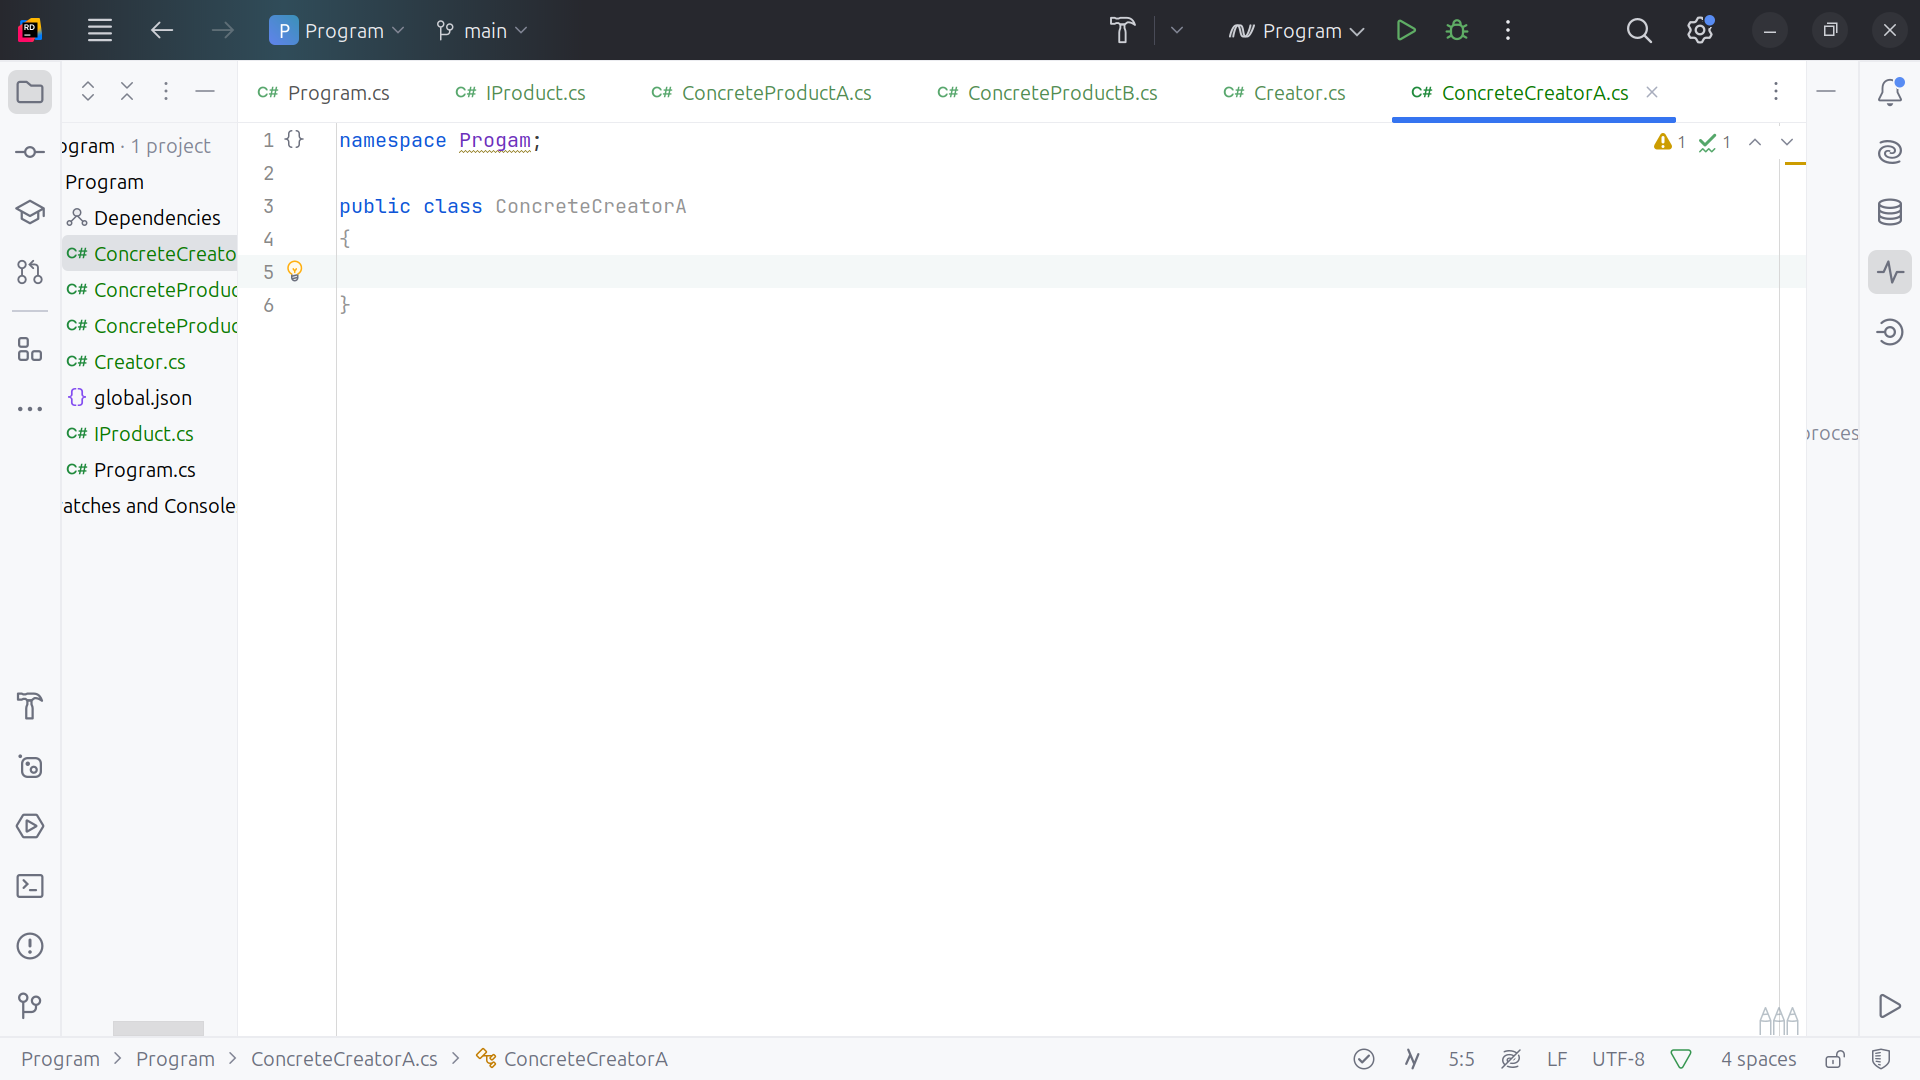 Program
main
Program
Program.cs
IProduct.cs
ConcreteProductA.cs
ConcreteProductB.cs
Creator.cs
ConcreteCreatorA.cs
ogram · 1 project
Program
Dependencies
C# ConcreteCreato
C# ConcreteProduc
C# ConcreteProduc
C# Creator.cs
{} global.json
C# IProduct.cs
C# Program.cs
atches and Console
1 namespace Progam;
2
3 public class ConcreteCreatorA
4 {
5
6 }
1 1
proces
Program > Program > ConcreteCreatorA.cs > ConcreteCreatorA
5:5 LF UTF-8 4 spaces